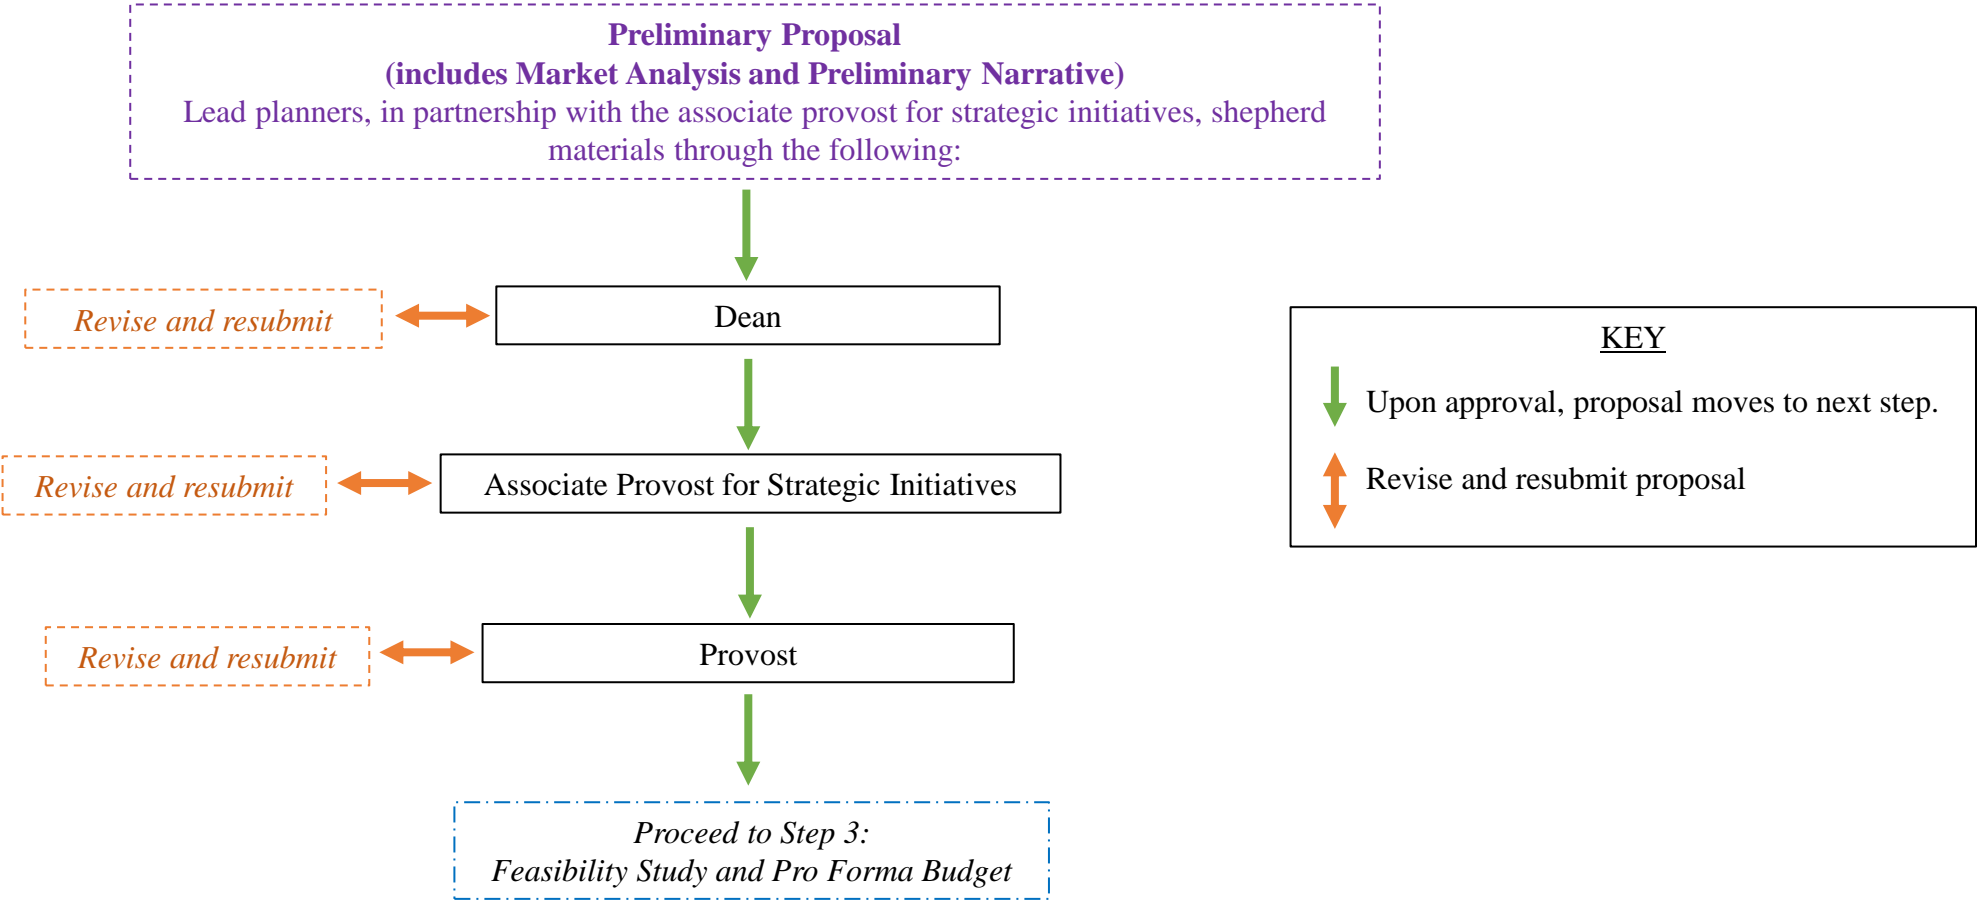 Preliminary Proposal
(includes Market Analysis and Preliminary Narrative)
Lead planners, in partnership with the associate provost for strategic initiatives, shepherd
materials through the following:
Revise and resubmit
Dean
KEY
Upon approval, proposal moves to next step.
Revise and resubmit proposal
Revise and resubmit
Associate Provost for Strategic Initiatives
Revise and resubmit
Provost
Proceed to Step 3:
Feasibility Study and Pro Forma Budget